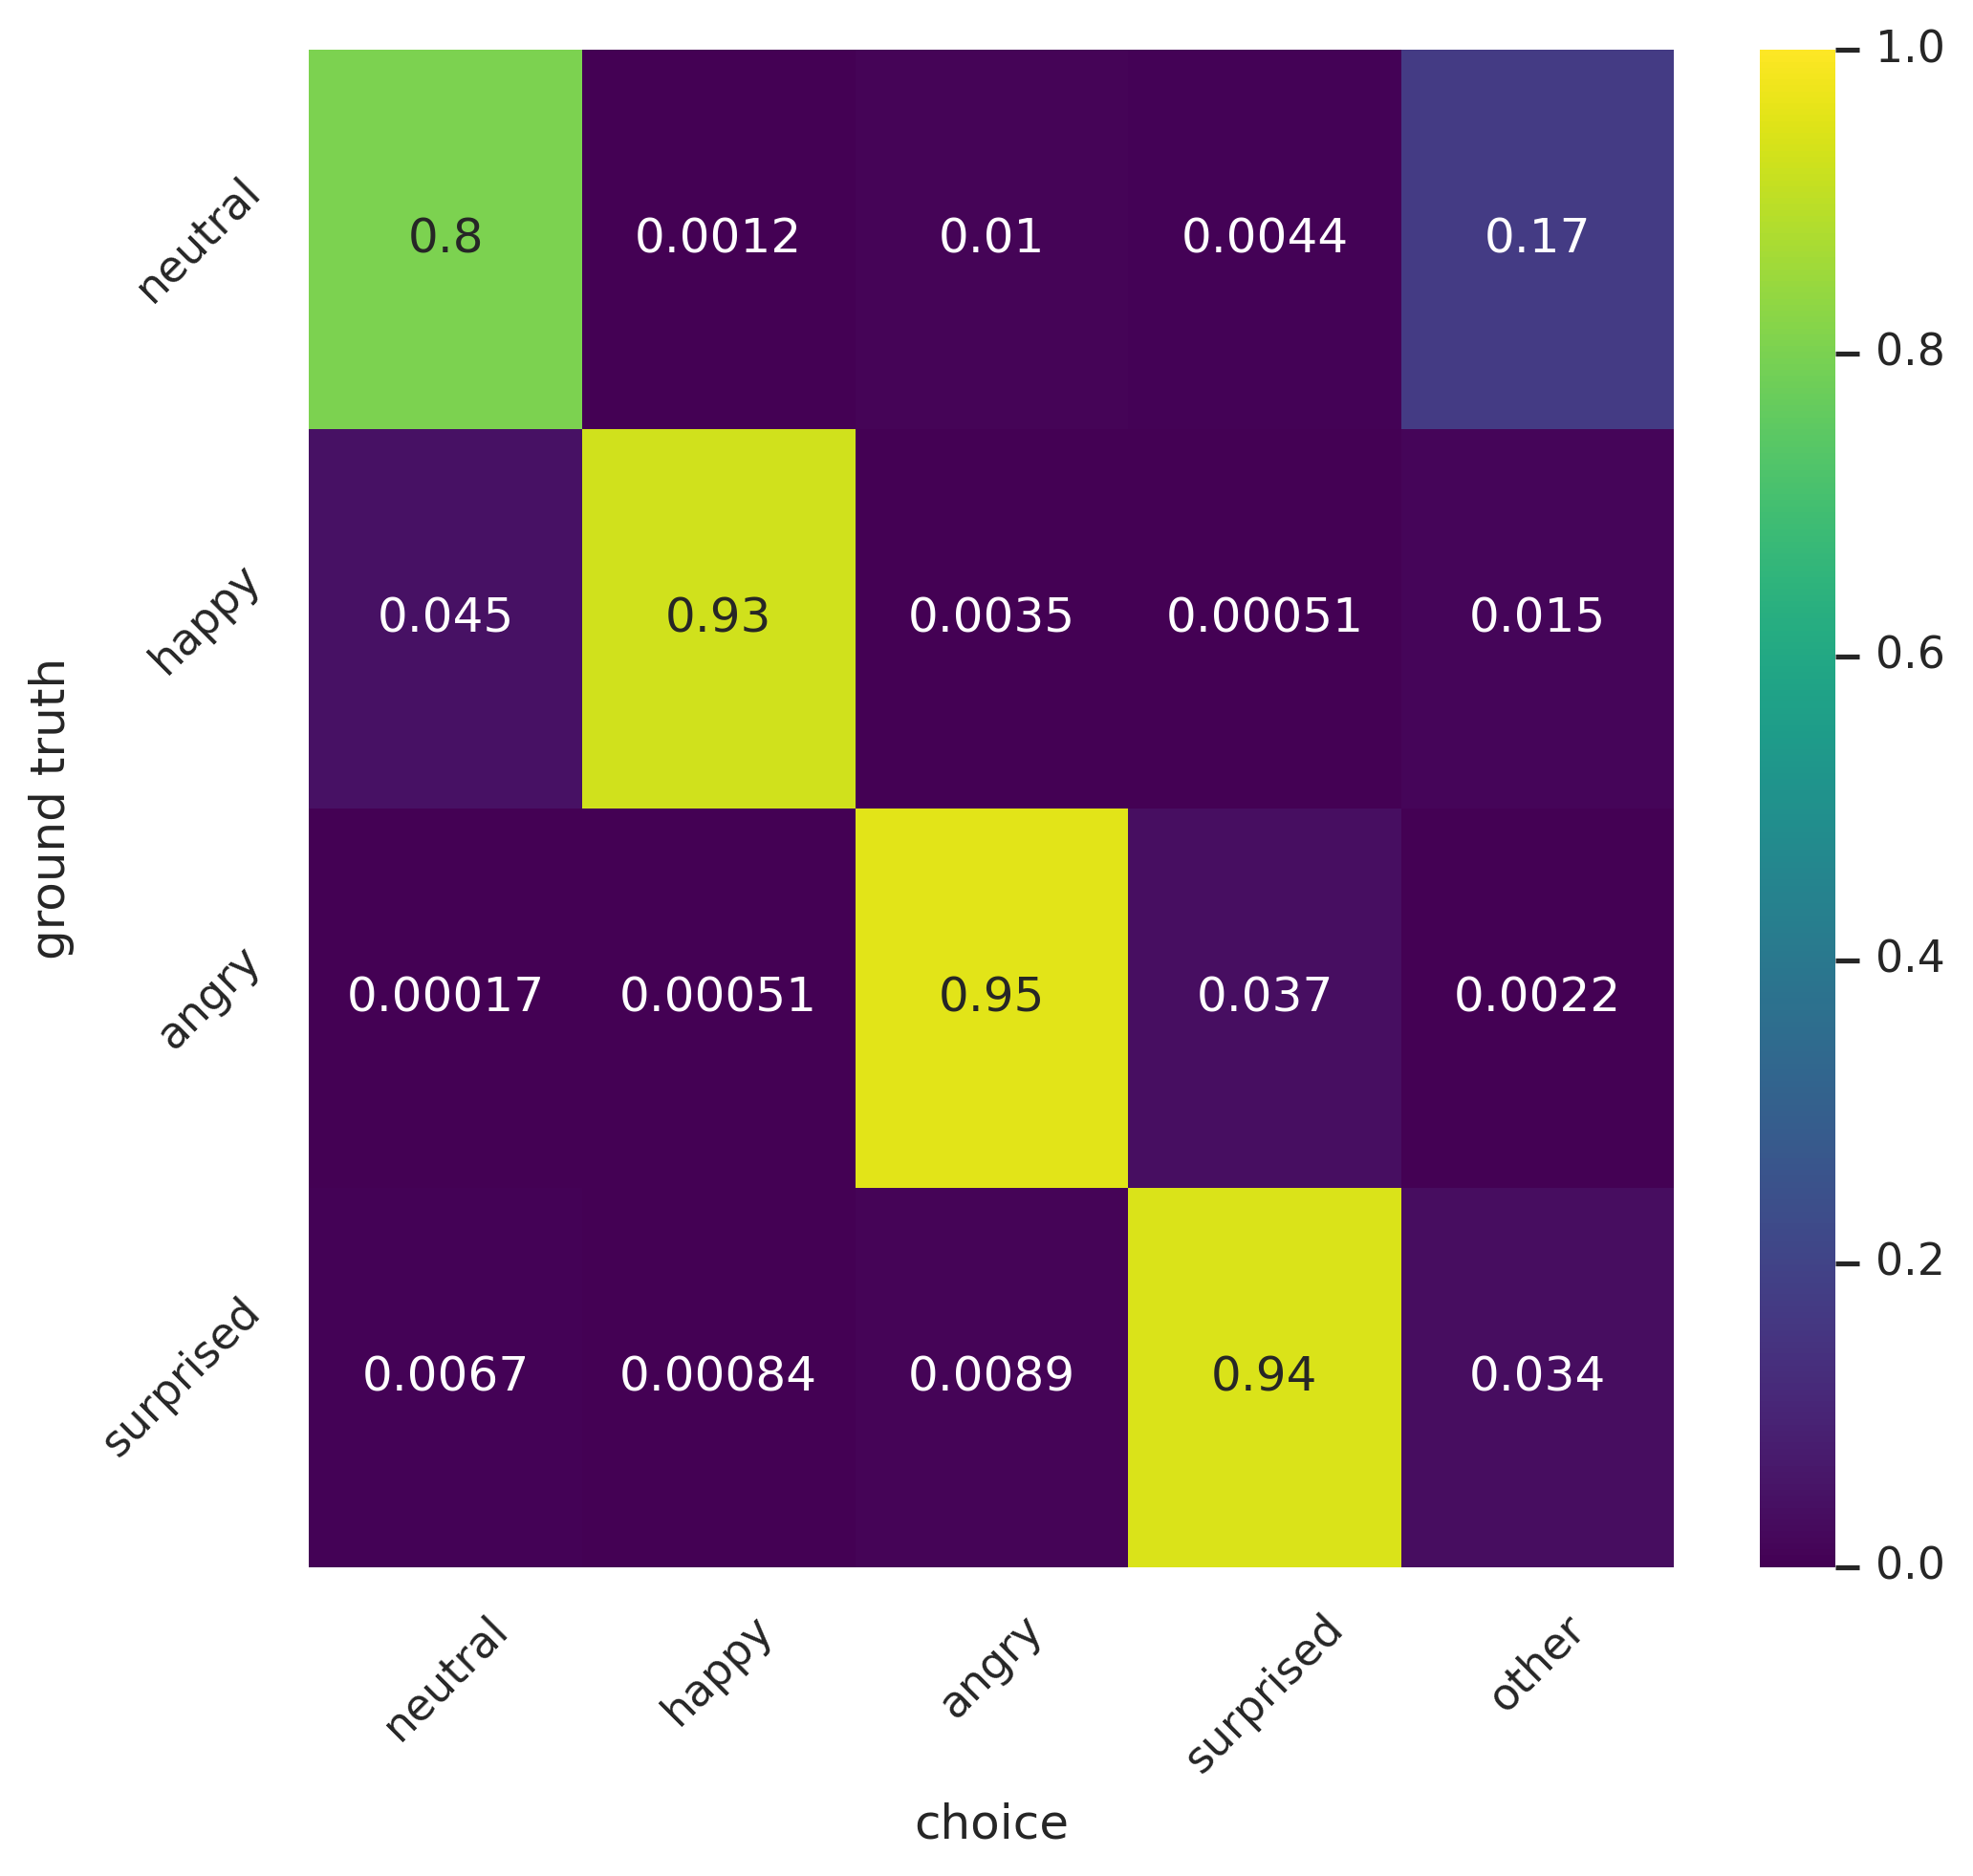 ground truth
neutral
0.8 0.0012 0.01 0.0044 0.17
happy
0.045 0.93 0.0035 0.00051 0.015
angry
0.00017 0.00051 0.95 0.037 0.0022
surprised
0.0067 0.00084 0.0089 0.94 0.034
neutral happy angry surprised other
choice
1.0
0.8
0.6
0.4
0.2
0.0